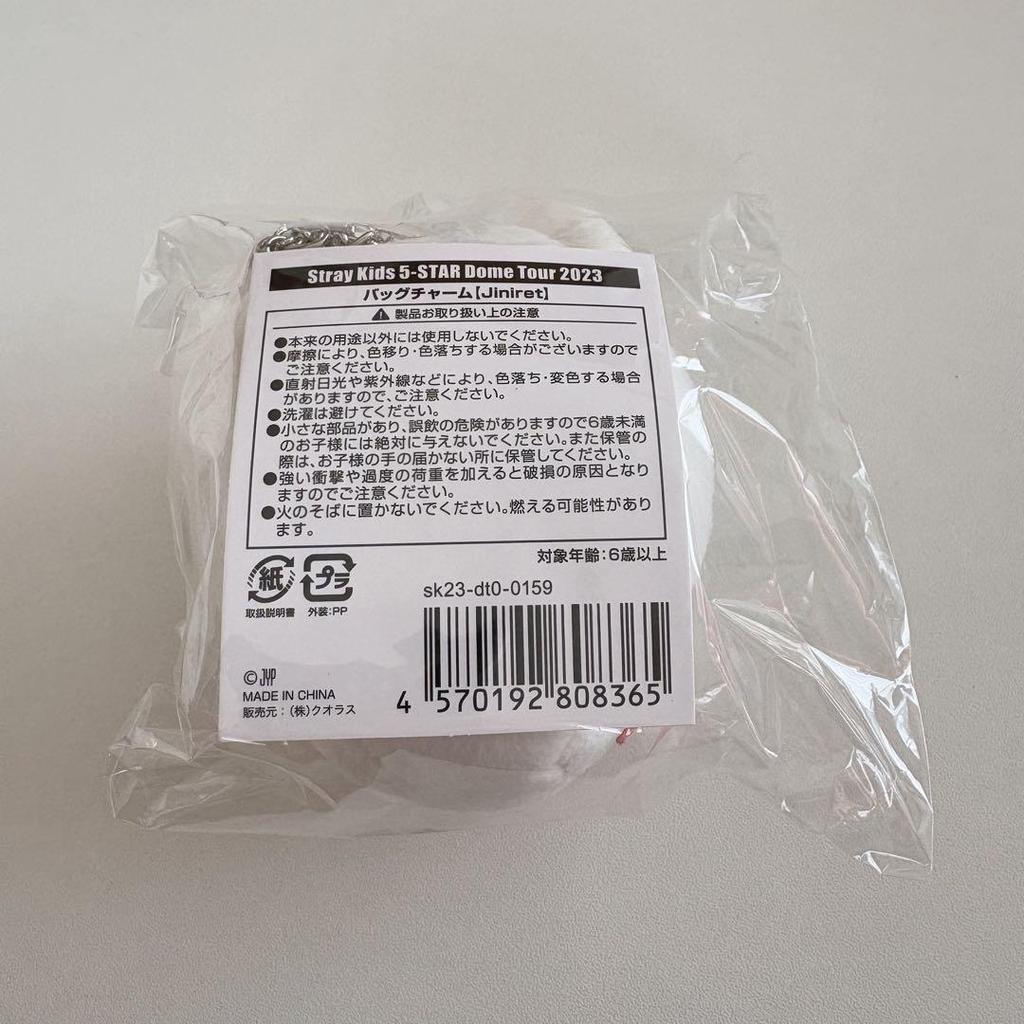 Stray Kids 5-STAR Dome Tour 2023
バッグチャーム【Jiniret】
⚠ 製品お取り扱い上の注意
●本来の用途以外には使用しないでください。
●摩擦により、色移り・色落ちする場合がございますので
ご注意ください。
●直射日光や紫外線などにより、色落ち・変色する場合
がありますので、ご注意ください。
●洗濯は避けてください。
●小さな部品があり、誤飲の危険がありますので6歳未満
のお子様には絶対に与えないでください。また保管の
際は、お子様の手の届かない所に保管してください。
●強い衝撃や過度の荷重を加えると破損の原因となり
ますのでご注意ください。
●火のそばに置かないでください。燃える可能性があり
ます。
対象年齢：6歳以上
紙 プラ
取扱説明書 外装：PP
sk23-dt0-0159
4 570192 808365
© JYP
MADE IN CHINA
販売元：(株)クオラス